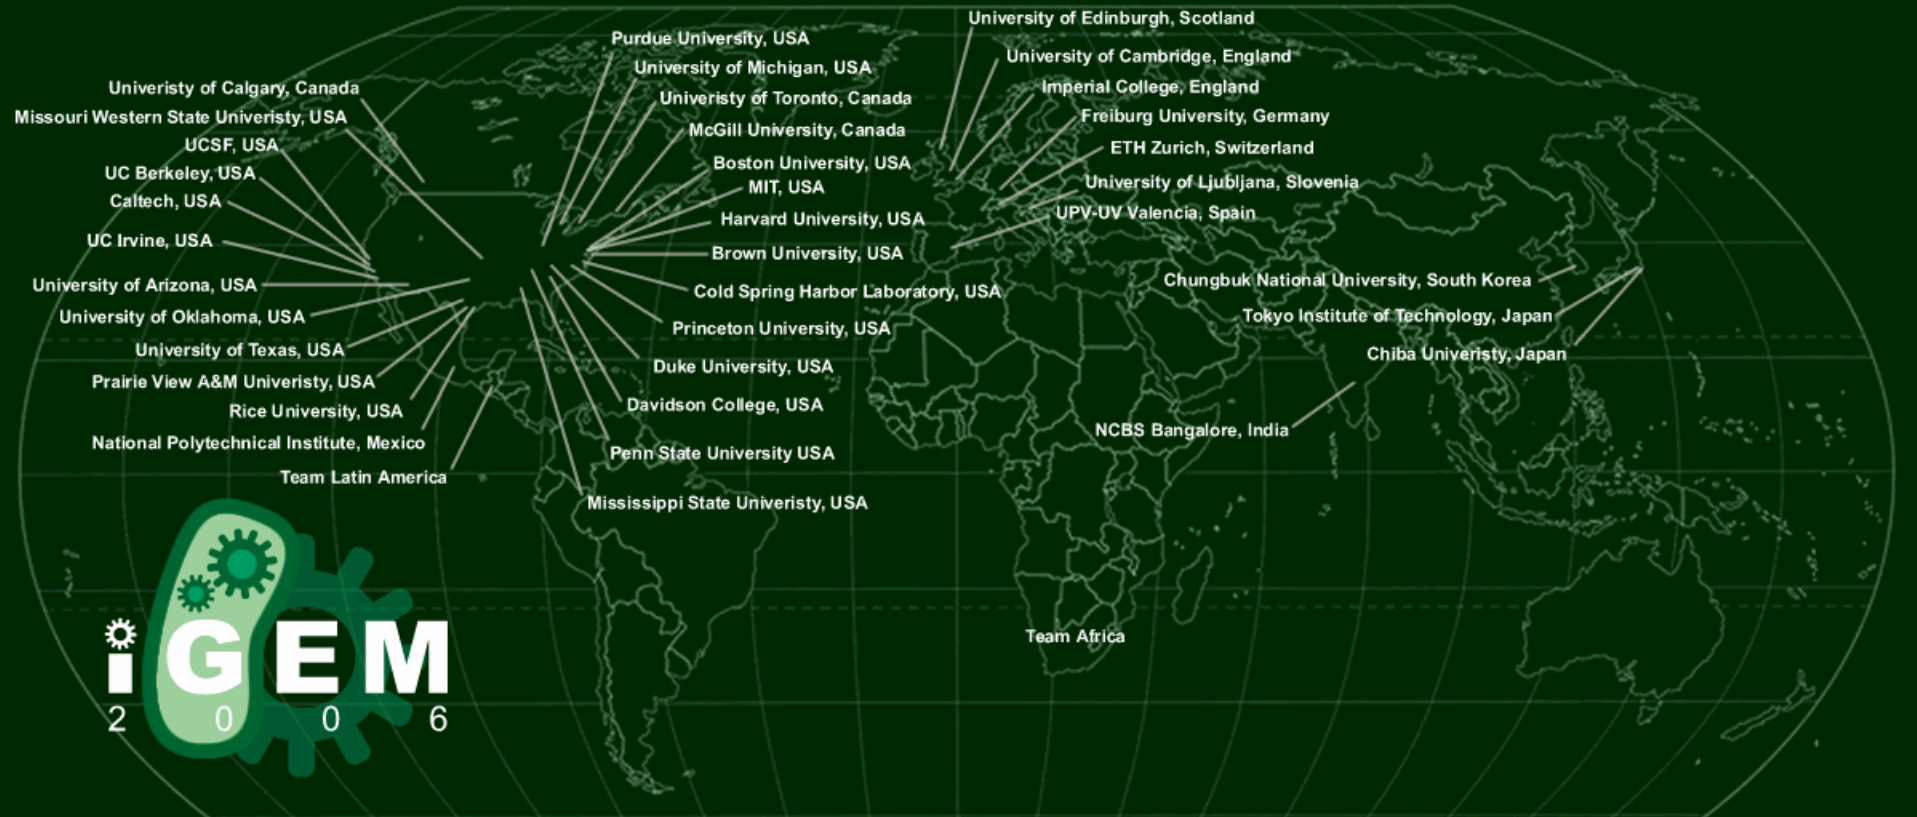 Univeristy of Calgary, Canada
Missouri Western State Univeristy, USA
UCSF, USA
UC Berkeley, USA
Caltech, USA
UC Irvine, USA
University of Arizona, USA
University of Oklahoma, USA
University of Texas, USA
Prairie View A&M Univeristy, USA
Rice University, USA
National Polytechnical Institute, Mexico
Team Latin America
Purdue University, USA
University of Michigan, USA
Univeristy of Toronto, Canada
McGill University, Canada
Boston University, USA
MIT, USA
Harvard University, USA
Brown University, USA
Cold Spring Harbor Laboratory, USA
Princeton University, USA
Duke University, USA
Davidson College, USA
Penn State University USA
Mississippi State Univeristy, USA
University of Edinburgh, Scotland
University of Cambridge, England
Imperial College, England
Freiburg University, Germany
ETH Zurich, Switzerland
University of Ljubljana, Slovenia
UPV-UV Valencia, Spain
Chungbuk National University, South Korea
Tokyo Institute of Technology, Japan
Chiba Univeristy, Japan
NCBS Bangalore, India
Team Africa
iGEM
2006